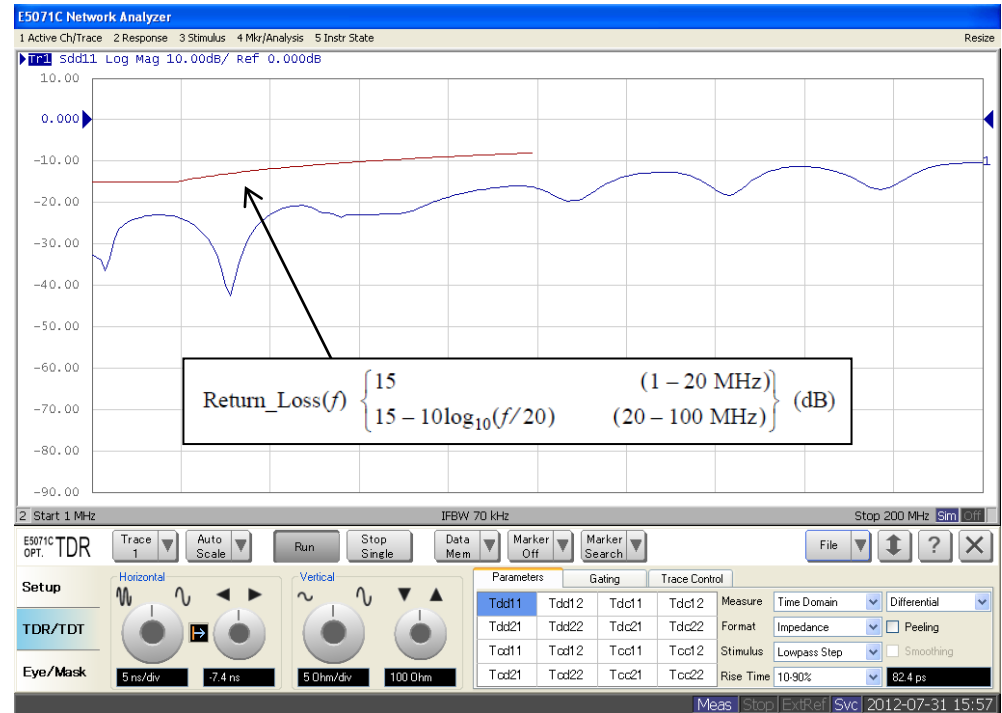 E5071C Network Analyzer
1 Active Ch/Trace 2 Response 3 Stimulus 4 Mkr/Analysis 5 Instr State Resize
Tr1 Sdd11 Log Mag 10.00dB/ Ref 0.000dB
10.00
0.000
-10.00
1
-20.00
-30.00
-40.00
-50.00
-60.00
-70.00
-80.00
-90.00
Return_Loss(f) {15 (1 – 20 MHz)
15 – 10log10(f/20) (20 – 100 MHz)} (dB)
2 Start 1 MHz IFBW 70 kHz Stop 200 MHz Sim Off
E5071C OPT. TDR
Trace 1
Auto Scale
Run
Stop Single
Data Mem
Marker Off
Marker Search
File
?
Setup
TDR/TDT
Eye/Mask
Horizontal
5 ns/div -7.4 ns
Vertical
5 Ohm/div 100 Ohm
Parameters Gating Trace Control
Tdd11 Tdd12 Tdc11 Tdc12
Tdd21 Tdd22 Tdc21 Tdc22
Tcd11 Tcd12 Tcc11 Tcc12
Tcd21 Tcd22 Tcc21 Tcc22
Measure Time Domain Differential
Format Impedance Peeling
Stimulus Lowpass Step Smoothing
Rise Time 10-90% 82.4 ps
Meas Stop ExtRef Svc 2012-07-31 15:57